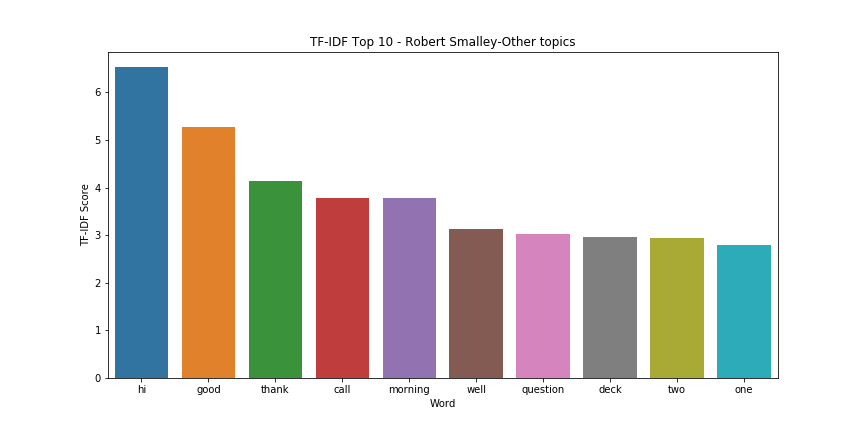 TF-IDF Top 10 - Robert Smalley-Other topics
6
5
4
3
2
1
0
TF-IDF Score
hi good thank call morning well question deck two one
Word